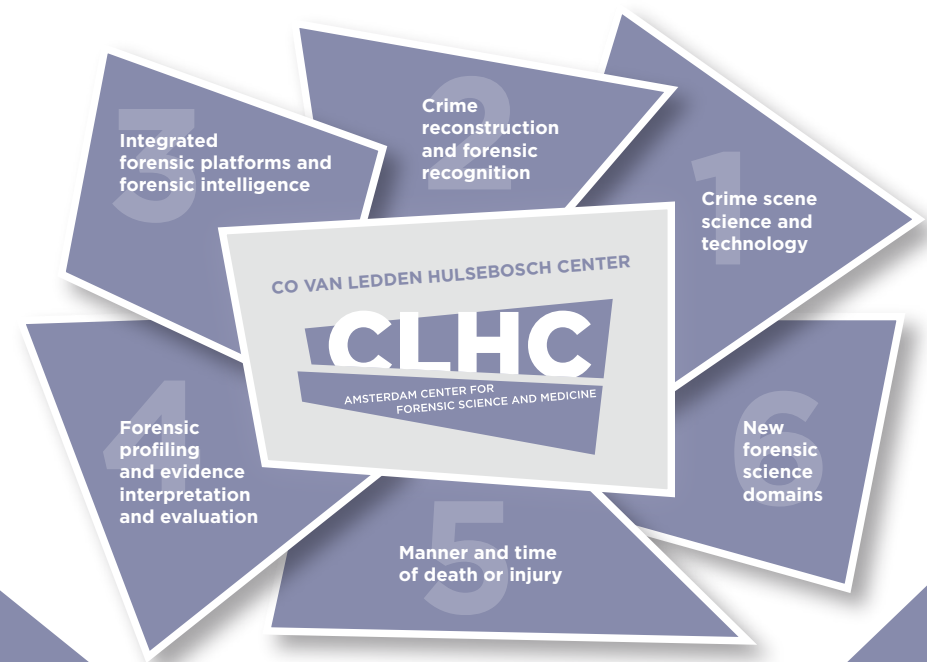 CO VAN LEDDEN HULSEBOSCH CENTER
CLHC
AMSTERDAM CENTER FOR
FORENSIC SCIENCE AND MEDICINE
1
Crime scene
science and
technology
2
Crime
reconstruction
and forensic
recognition
3
Integrated
forensic platforms and
forensic intelligence
4
Forensic
profiling
and evidence
interpretation
and evaluation
5
Manner and time
of death or injury
6
New
forensic
science
domains